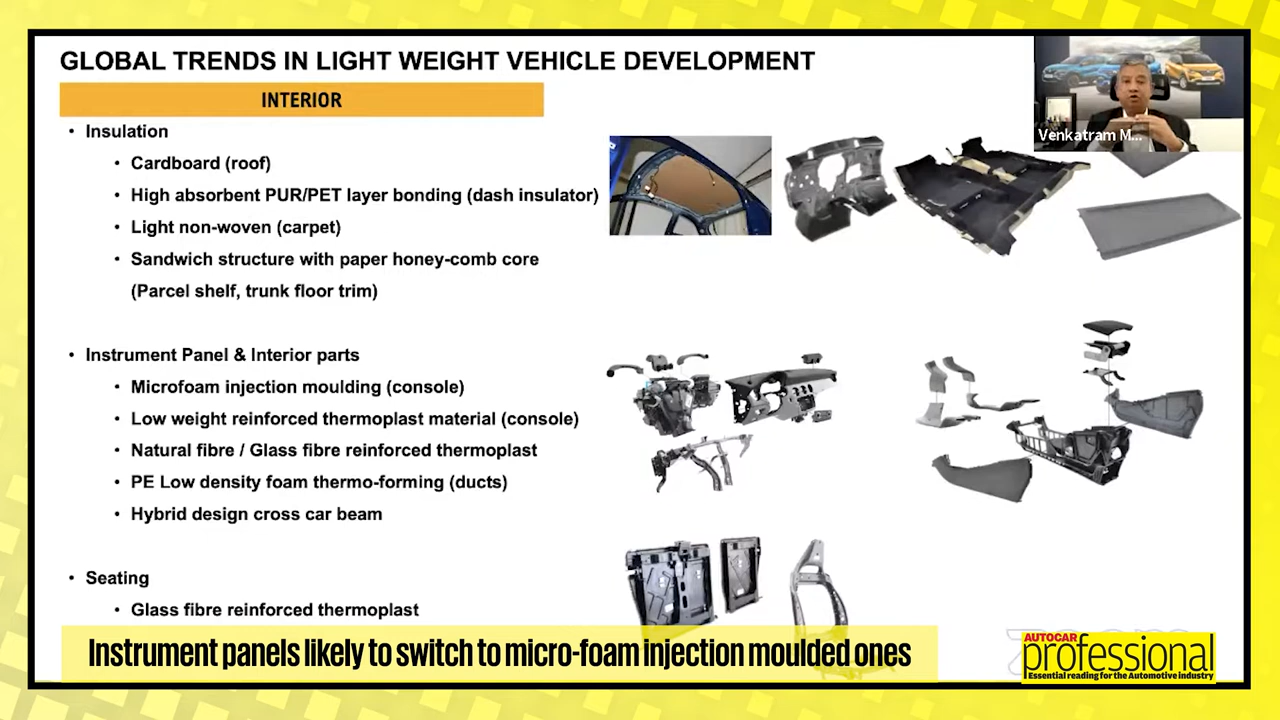 GLOBAL TRENDS IN LIGHT WEIGHT VEHICLE DEVELOPMENT
INTERIOR
Venkatram M...
• Insulation
• Cardboard (roof)
• High absorbent PUR/PET layer bonding (dash insulator)
• Light non-woven (carpet)
• Sandwich structure with paper honey-comb core
(Parcel shelf, trunk floor trim)
• Instrument Panel & Interior parts
• Microfoam injection moulding (console)
• Low weight reinforced thermoplast material (console)
• Natural fibre / Glass fibre reinforced thermoplast
• PE Low density foam thermo-forming (ducts)
• Hybrid design cross car beam
• Seating
• Glass fibre reinforced thermoplast
Instrument panels likely to switch to micro-foam injection moulded ones
AUTOCAR
professional
Essential reading for the Automotive industry